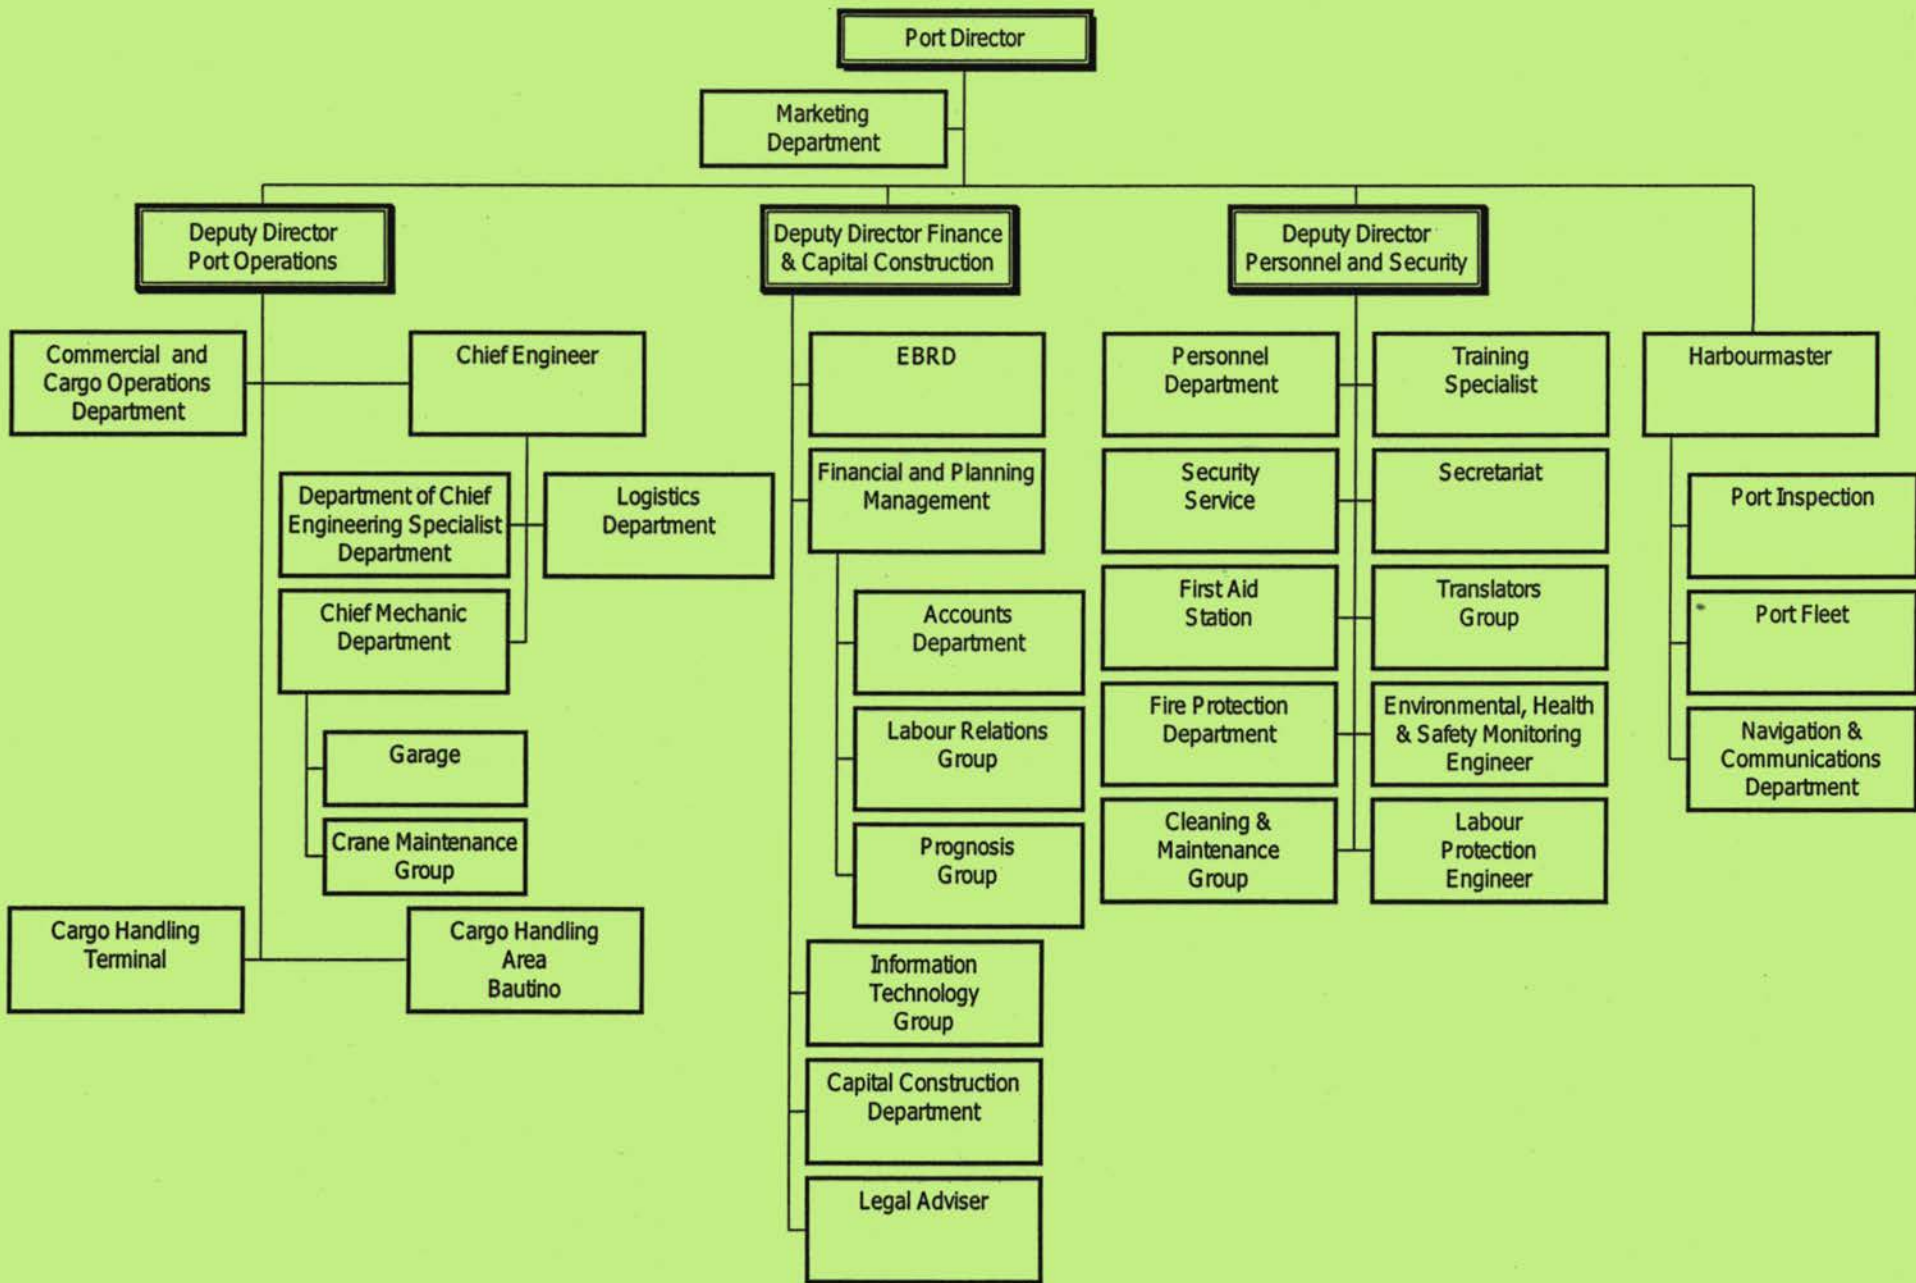 Port Director
Marketing
Department
Deputy Director
Port Operations
Deputy Director Finance
& Capital Construction
Deputy Director
Personnel and Security
Commercial and
Cargo Operations
Department
Chief Engineer
Department of Chief
Engineering Specialist
Department
Logistics
Department
Chief Mechanic
Department
Garage
Crane Maintenance
Group
Cargo Handling
Terminal
Cargo Handling
Area
Bautino
EBRD
Financial and Planning
Management
Accounts
Department
Labour Relations
Group
Prognosis
Group
Information
Technology
Group
Capital Construction
Department
Legal Adviser
Personnel
Department
Training
Specialist
Security
Service
Secretariat
First Aid
Station
Translators
Group
Fire Protection
Department
Environmental, Health
& Safety Monitoring
Engineer
Cleaning &
Maintenance
Group
Labour
Protection
Engineer
Harbourmaster
Port Inspection
Port Fleet
Navigation &
Communications
Department